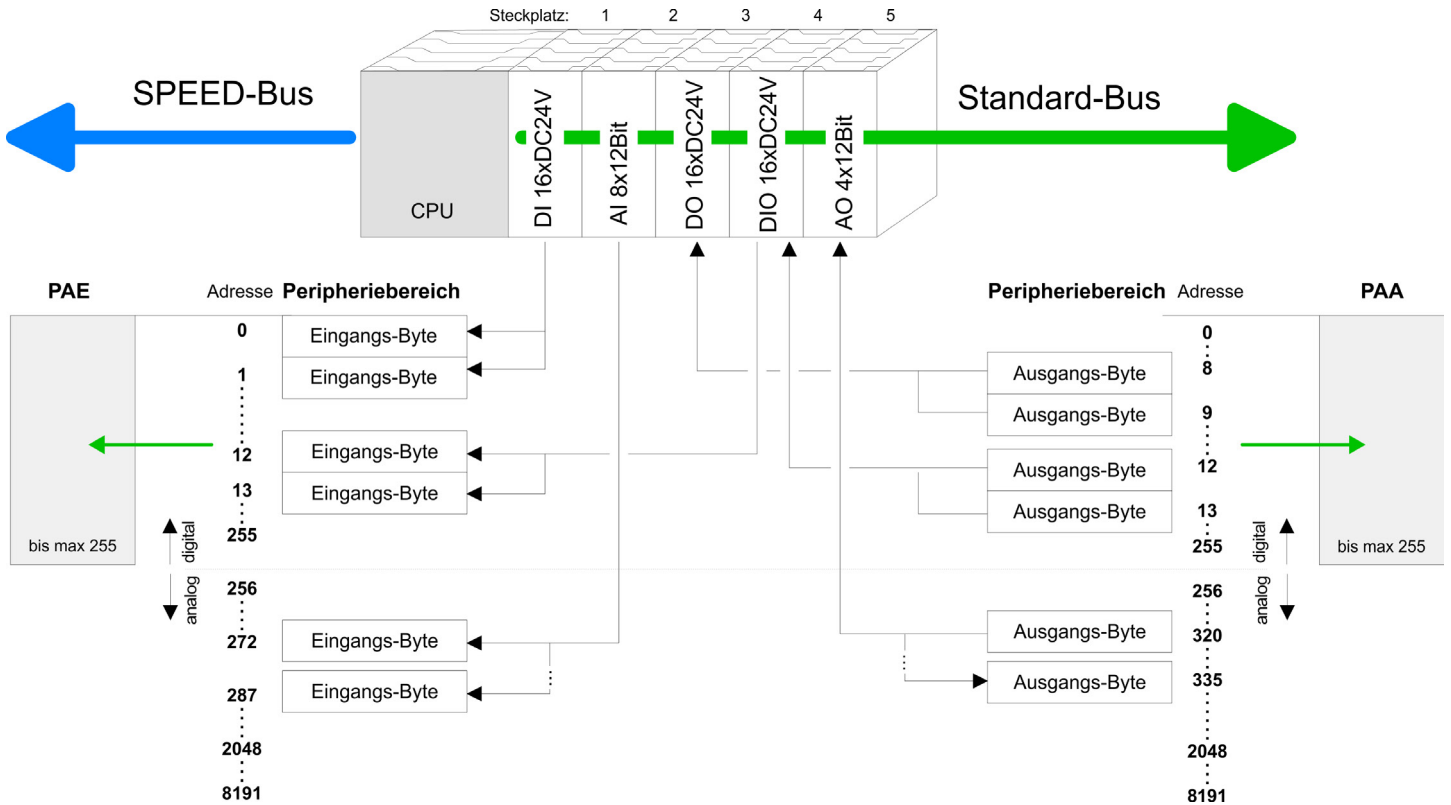 Steckplatz: 1 2 3 4 5
SPEED-Bus
Standard-Bus
CPU
DI 16xDC24V
AI 8x12Bit
DO 16xDC24V
DIO 16xDC24V
AO 4x12Bit
PAE
Adresse
Peripheriebereich
0
Eingangs-Byte
1
Eingangs-Byte
12
Eingangs-Byte
13
Eingangs-Byte
255
bis max 255
digital
analog
256
272
Eingangs-Byte
287
Eingangs-Byte
2048
8191
Peripheriebereich
Adresse
PAA
0
Ausgangs-Byte
8
Ausgangs-Byte
9
Ausgangs-Byte
12
Ausgangs-Byte
13
255
bis max 255
digital
analog
256
Ausgangs-Byte
320
Ausgangs-Byte
335
2048
8191